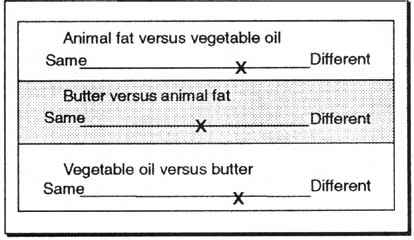 Animal fat versus vegetable oil
Same X Different
Butter versus animal fat
Same X Different
Vegetable oil versus butter
Same X Different